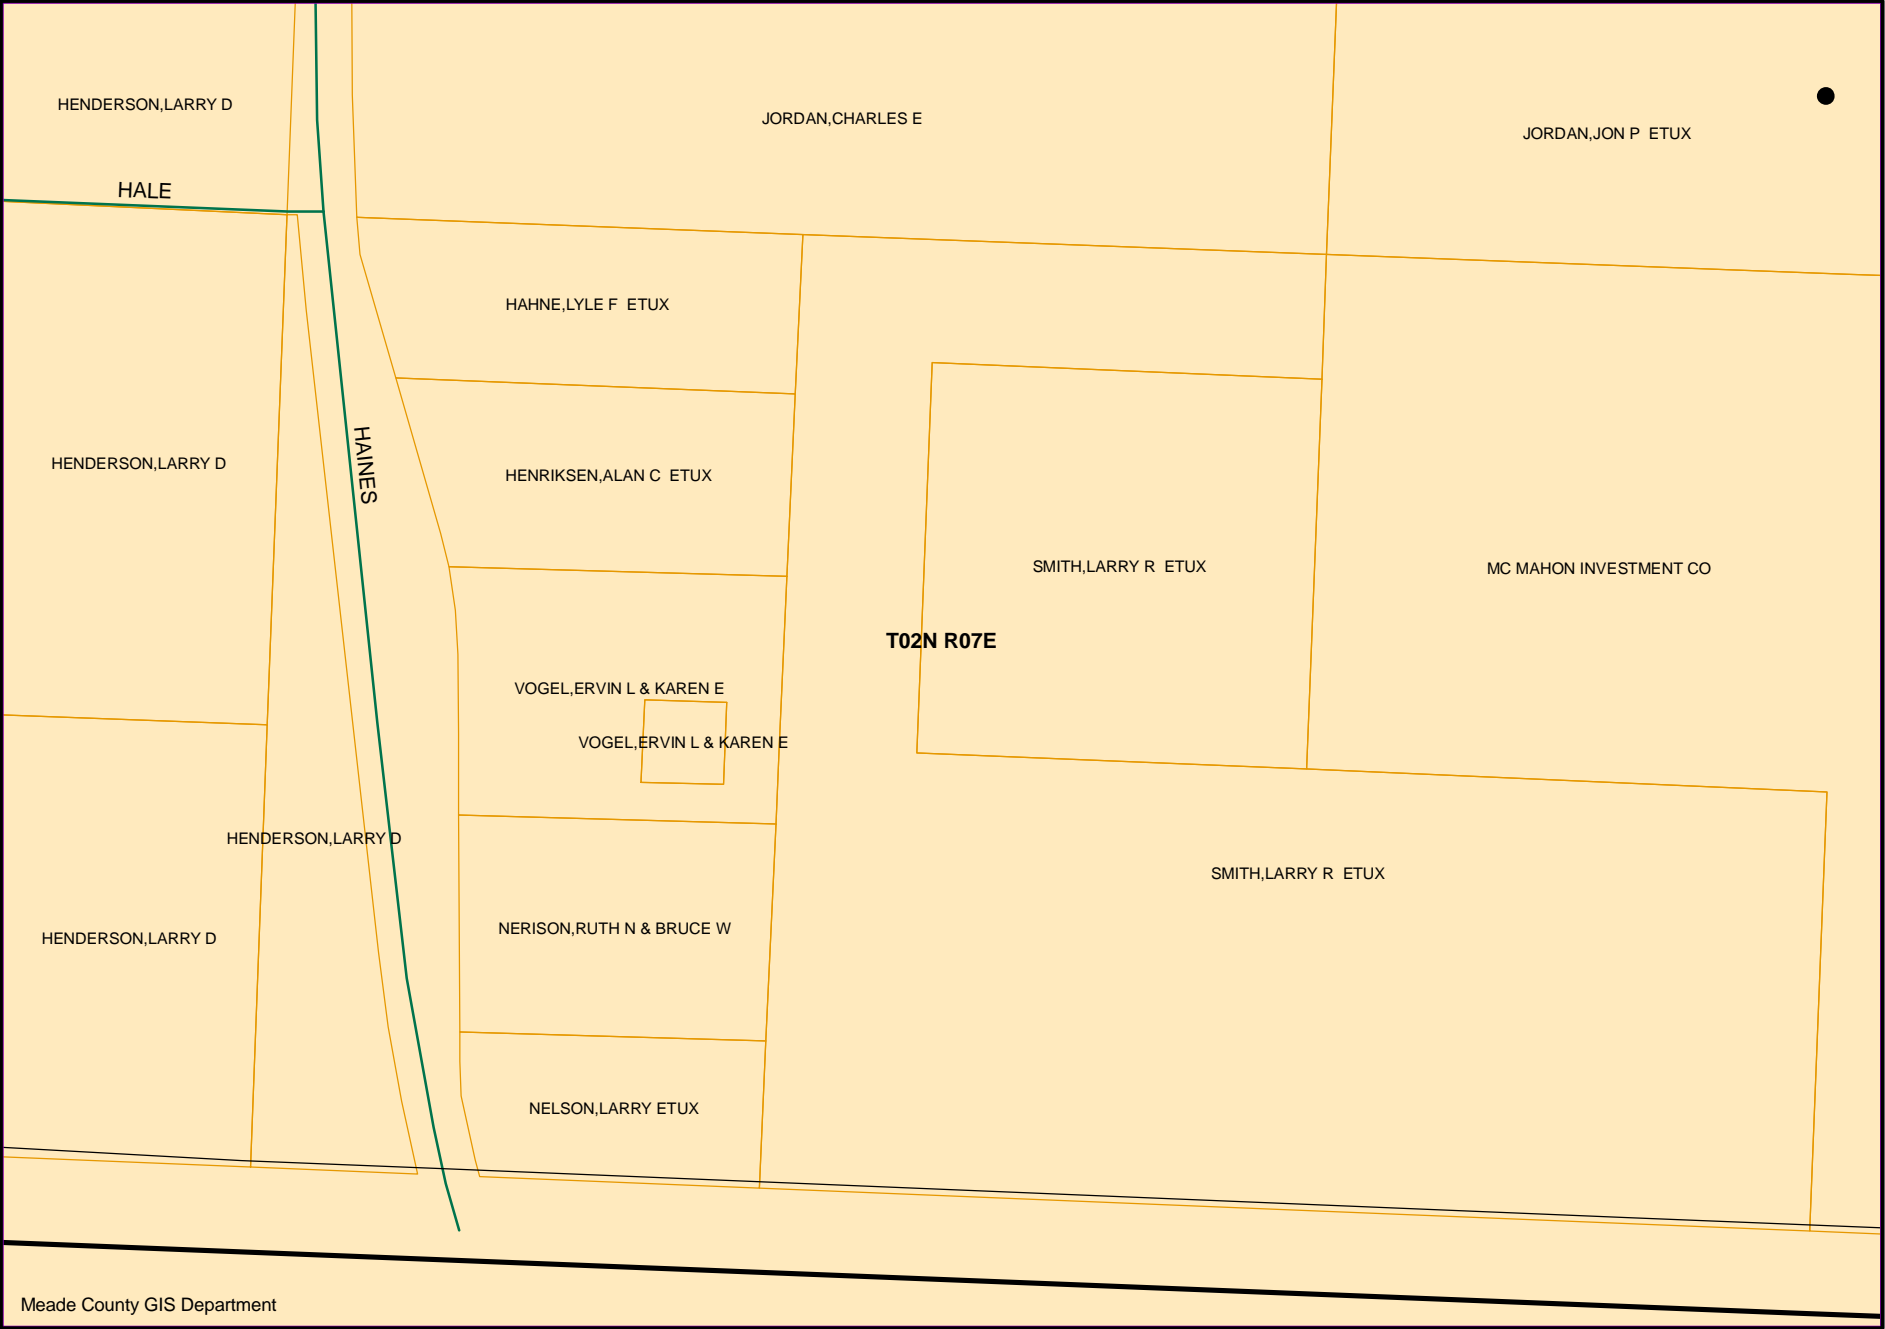 HENDERSON,LARRY D
JORDAN,CHARLES E
JORDAN,JON P  ETUX
HALE
HAHNE,LYLE F  ETUX
HAINES
HENDERSON,LARRY D
HENRIKSEN,ALAN C  ETUX
SMITH,LARRY R  ETUX
MC MAHON INVESTMENT CO
T02N R07E
VOGEL,ERVIN L & KAREN E
VOGEL,ERVIN L & KAREN E
HENDERSON,LARRY D
SMITH,LARRY R  ETUX
NERISON,RUTH N & BRUCE W
HENDERSON,LARRY D
NELSON,LARRY ETUX
Meade County GIS Department